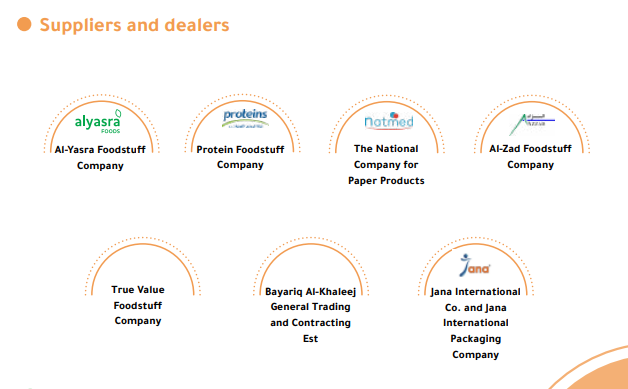 Suppliers and dealers
alyasra
FOODS
Al-Yasra Foodstuff
Company
proteins
Protein Foodstuff
Company
natmed
The National
Company for
Paper Products
Al-Zad Foodstuff
Company
True Value
Foodstuff
Company
Bayariq Al-Khaleej
General Trading
and Contracting
Est
Jana
Jana International
Co. and Jana
International
Packaging
Company